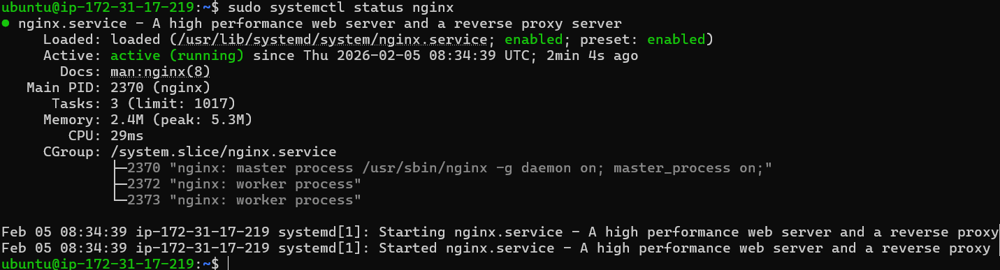 ubuntu@ip-172-31-17-219:~$ sudo systemctl status nginx
● nginx.service - A high performance web server and a reverse proxy server
Loaded: loaded (/usr/lib/systemd/system/nginx.service; enabled; preset: enabled)
Active: active (running) since Thu 2026-02-05 08:34:39 UTC; 2min 4s ago
Docs: man:nginx(8)
Main PID: 2370 (nginx)
Tasks: 3 (limit: 1017)
Memory: 2.4M (peak: 5.3M)
CPU: 29ms
CGroup: /system.slice/nginx.service
├─2370 "nginx: master process /usr/sbin/nginx -g daemon on; master_process on;"
├─2372 "nginx: worker process"
└─2373 "nginx: worker process"
Feb 05 08:34:39 ip-172-31-17-219 systemd[1]: Starting nginx.service - A high performance web server and a reverse proxy
Feb 05 08:34:39 ip-172-31-17-219 systemd[1]: Started nginx.service - A high performance web server and a reverse proxy
ubuntu@ip-172-31-17-219:~$